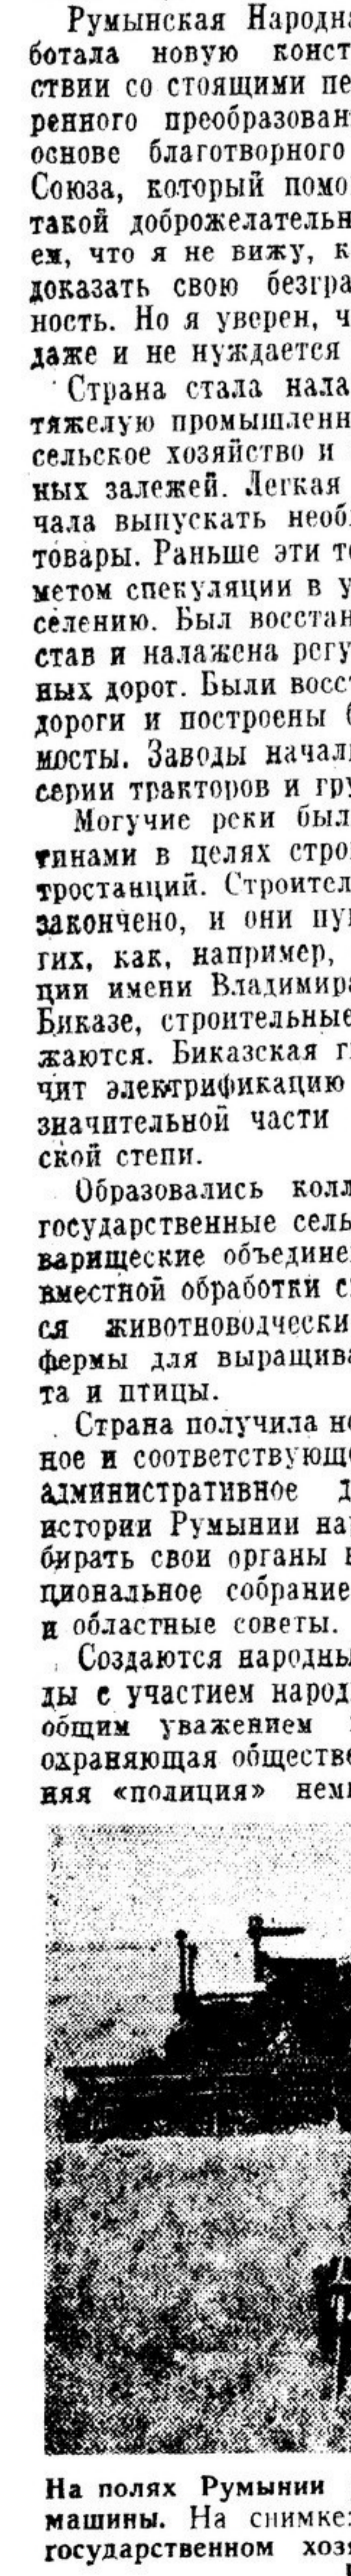 Румынская Народн
ботала новую конст
ствии со стоящими пе
ренного преобразован
основе благотворного
Союза, который помо
такой доброжелательн
ем, что я не вижу, к
доказать свою безгра
ность. Но я уверен, ч
даже и не нуждается
Страна стала нала
тяжелую промышленн
сельское хозяйство и
ных залежей. Легкая
чала выпускать необ
товары. Раньше эти т
метом спекуляции в у
селению. Был восстан
став и налажена регу
ных дорог. Были восс
дороги и построены
мосты. Заводы начал
серии тракторов и гру
Могучие реки был
тинами в целях стро
тростанций. Строител
закончено, и они пу
гих, как, например,
ции имени Владимира
Биказе, строительные
жаются. Биказская г
чит электрификацию
значительной части
ской степи.
Образовались колл
государственные сель
варищеские объедине
вместной обработки с
ся животноводчески
фермы для выращива
та и птицы.
Страна получила н
ное и соответствующ
административное д
истории Румынии на
бирать свои органы
циональное собрание
и областные советы.
Создаются народны
ды с участием народ
общим уважением
охраняющая обществ
няя «полиция» нем
На полях Румынии
машины. На снимке:
государственном хозя